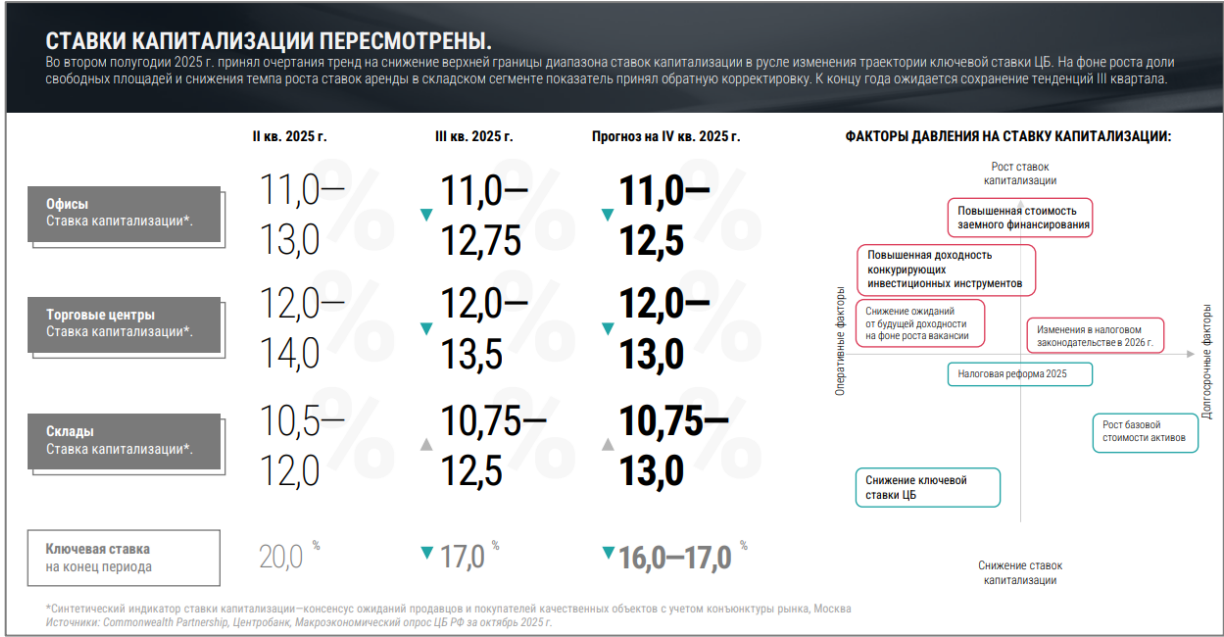 СТАВКИ КАПИТАЛИЗАЦИИ ПЕРЕСМОТРЕНЫ.
Во втором полугодии 2025 г. принял очертания тренд на снижение верхней границы диапазона ставок капитализации в русле изменения траектории ключевой ставки ЦБ. На фоне роста доли
свободных площадей и снижения темпа роста ставок аренды в складском сегменте показатель принял обратную корректировку. К концу года ожидается сохранение тенденций III квартала.
II кв. 2025 г.
III кв. 2025 г.
Прогноз на IV кв. 2025 г.
Офисы
Ставка капитализации*.
11,0—
13,0
%
▼
11,0—
12,75
%
▼
11,0—
12,5
%
Торговые центры
Ставка капитализации*.
12,0—
14,0
%
▼
12,0—
13,5
%
▼
12,0—
13,0
%
Склады
Ставка капитализации*.
10,5—
12,0
%
▲
10,75—
12,5
%
▲
10,75—
13,0
%
Ключевая ставка
на конец периода
20,0 %
▼ 17,0 %
▼ 16,0—17,0 %
ФАКТОРЫ ДАВЛЕНИЯ НА СТАВКУ КАПИТАЛИЗАЦИИ:
Рост ставок
капитализации
Повышенная стоимость
заемного финансирования
Повышенная доходность
конкурирующих
инвестиционных инструментов
Снижение ожиданий
от будущей доходности
на фоне роста вакансии
Изменения в налоговом
законодательстве в 2026 г.
Оперативные факторы
Долгосрочные факторы
Налоговая реформа 2025
Рост базовой
стоимости активов
Снижение ключевой
ставки ЦБ
Снижение ставок
капитализации
*Синтетический индикатор ставки капитализации—консенсус ожиданий продавцов и покупателей качественных объектов с учетом конъюнктуры рынка, Москва
Источники: Commonwealth Partnership, Центробанк, Макроэкономический опрос ЦБ РФ за октябрь 2025 г.